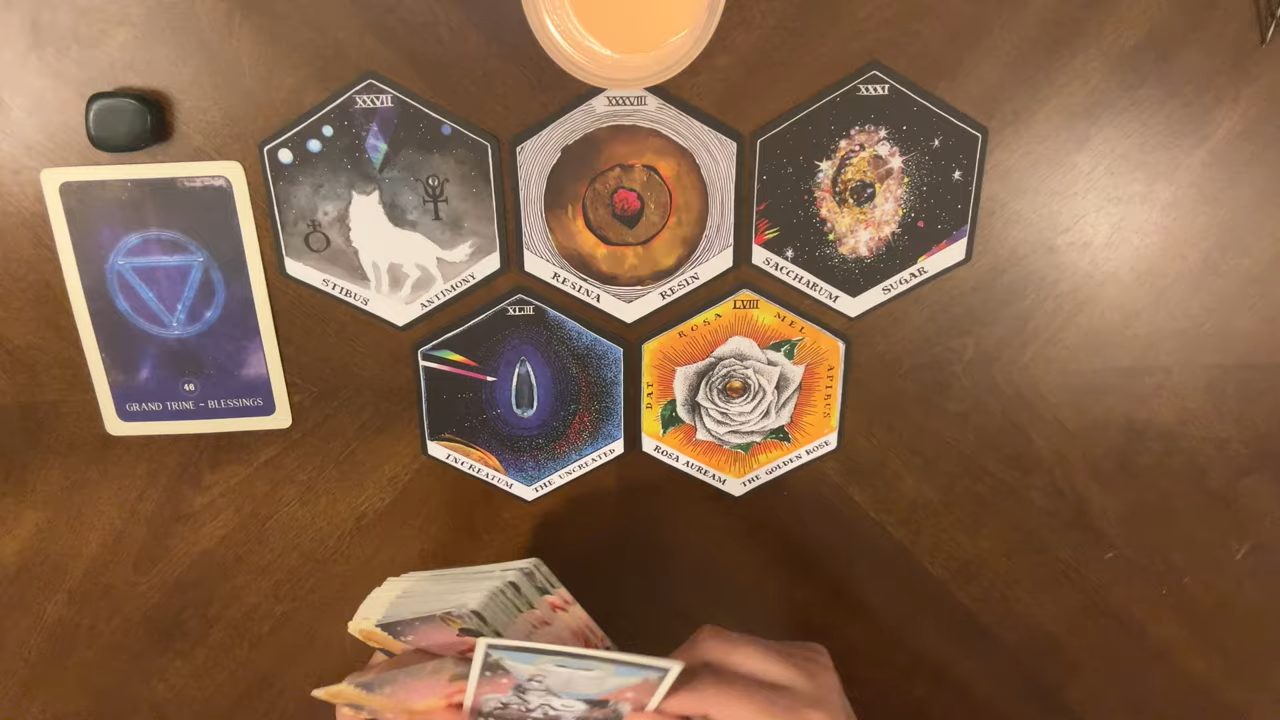 XXVII
STIBUS ANTIMONY
XXXVIII
RESINA RESIN
XXXI
SACCHARUM SUGAR
46
GRAND TRINE ~ BLESSINGS
XLIII
INCREATUM THE UNCREATED
LVIII
DAT ROSA MEL APIBUS
ROSA AUREAM THE GOLDEN ROSE